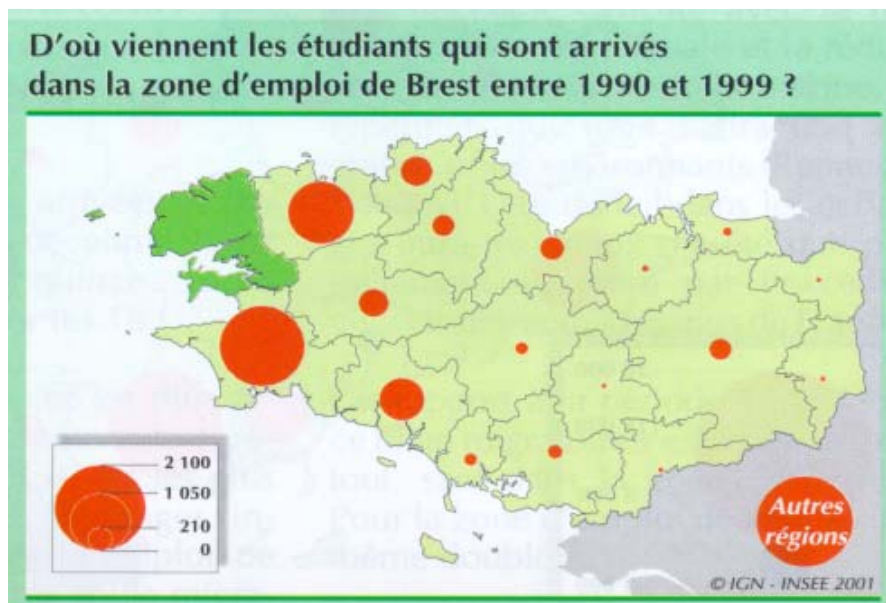 D'où viennent les étudiants qui sont arrivés
dans la zone d'emploi de Brest entre 1990 et 1999 ?
2 100
1 050
210
0
Autres
régions
© IGN - INSEE 2001